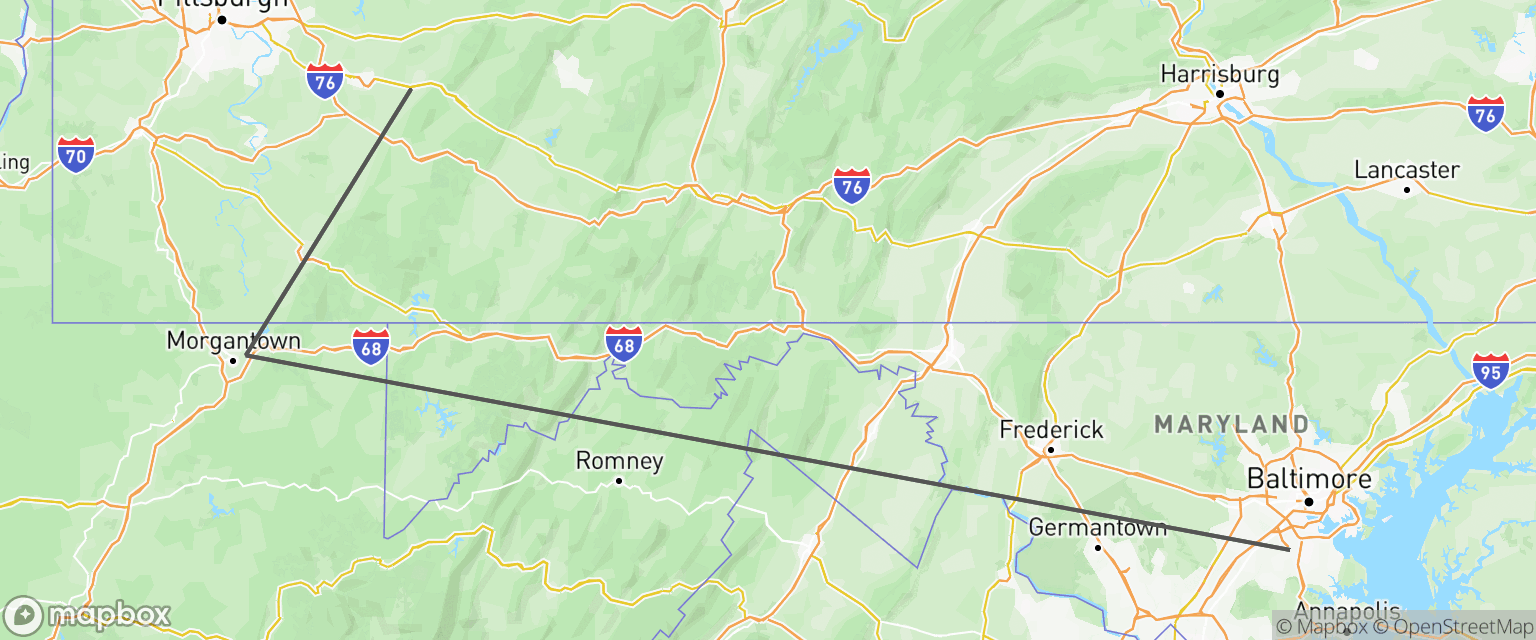 Pittsburgh
76
Harrisburg
76
70
ling
Lancaster
76
Morgantown
68
68
95
Frederick
MARYLAND
Romney
Baltimore
Germantown
Annapolis
mapbox
© Mapbox © OpenStreetMap